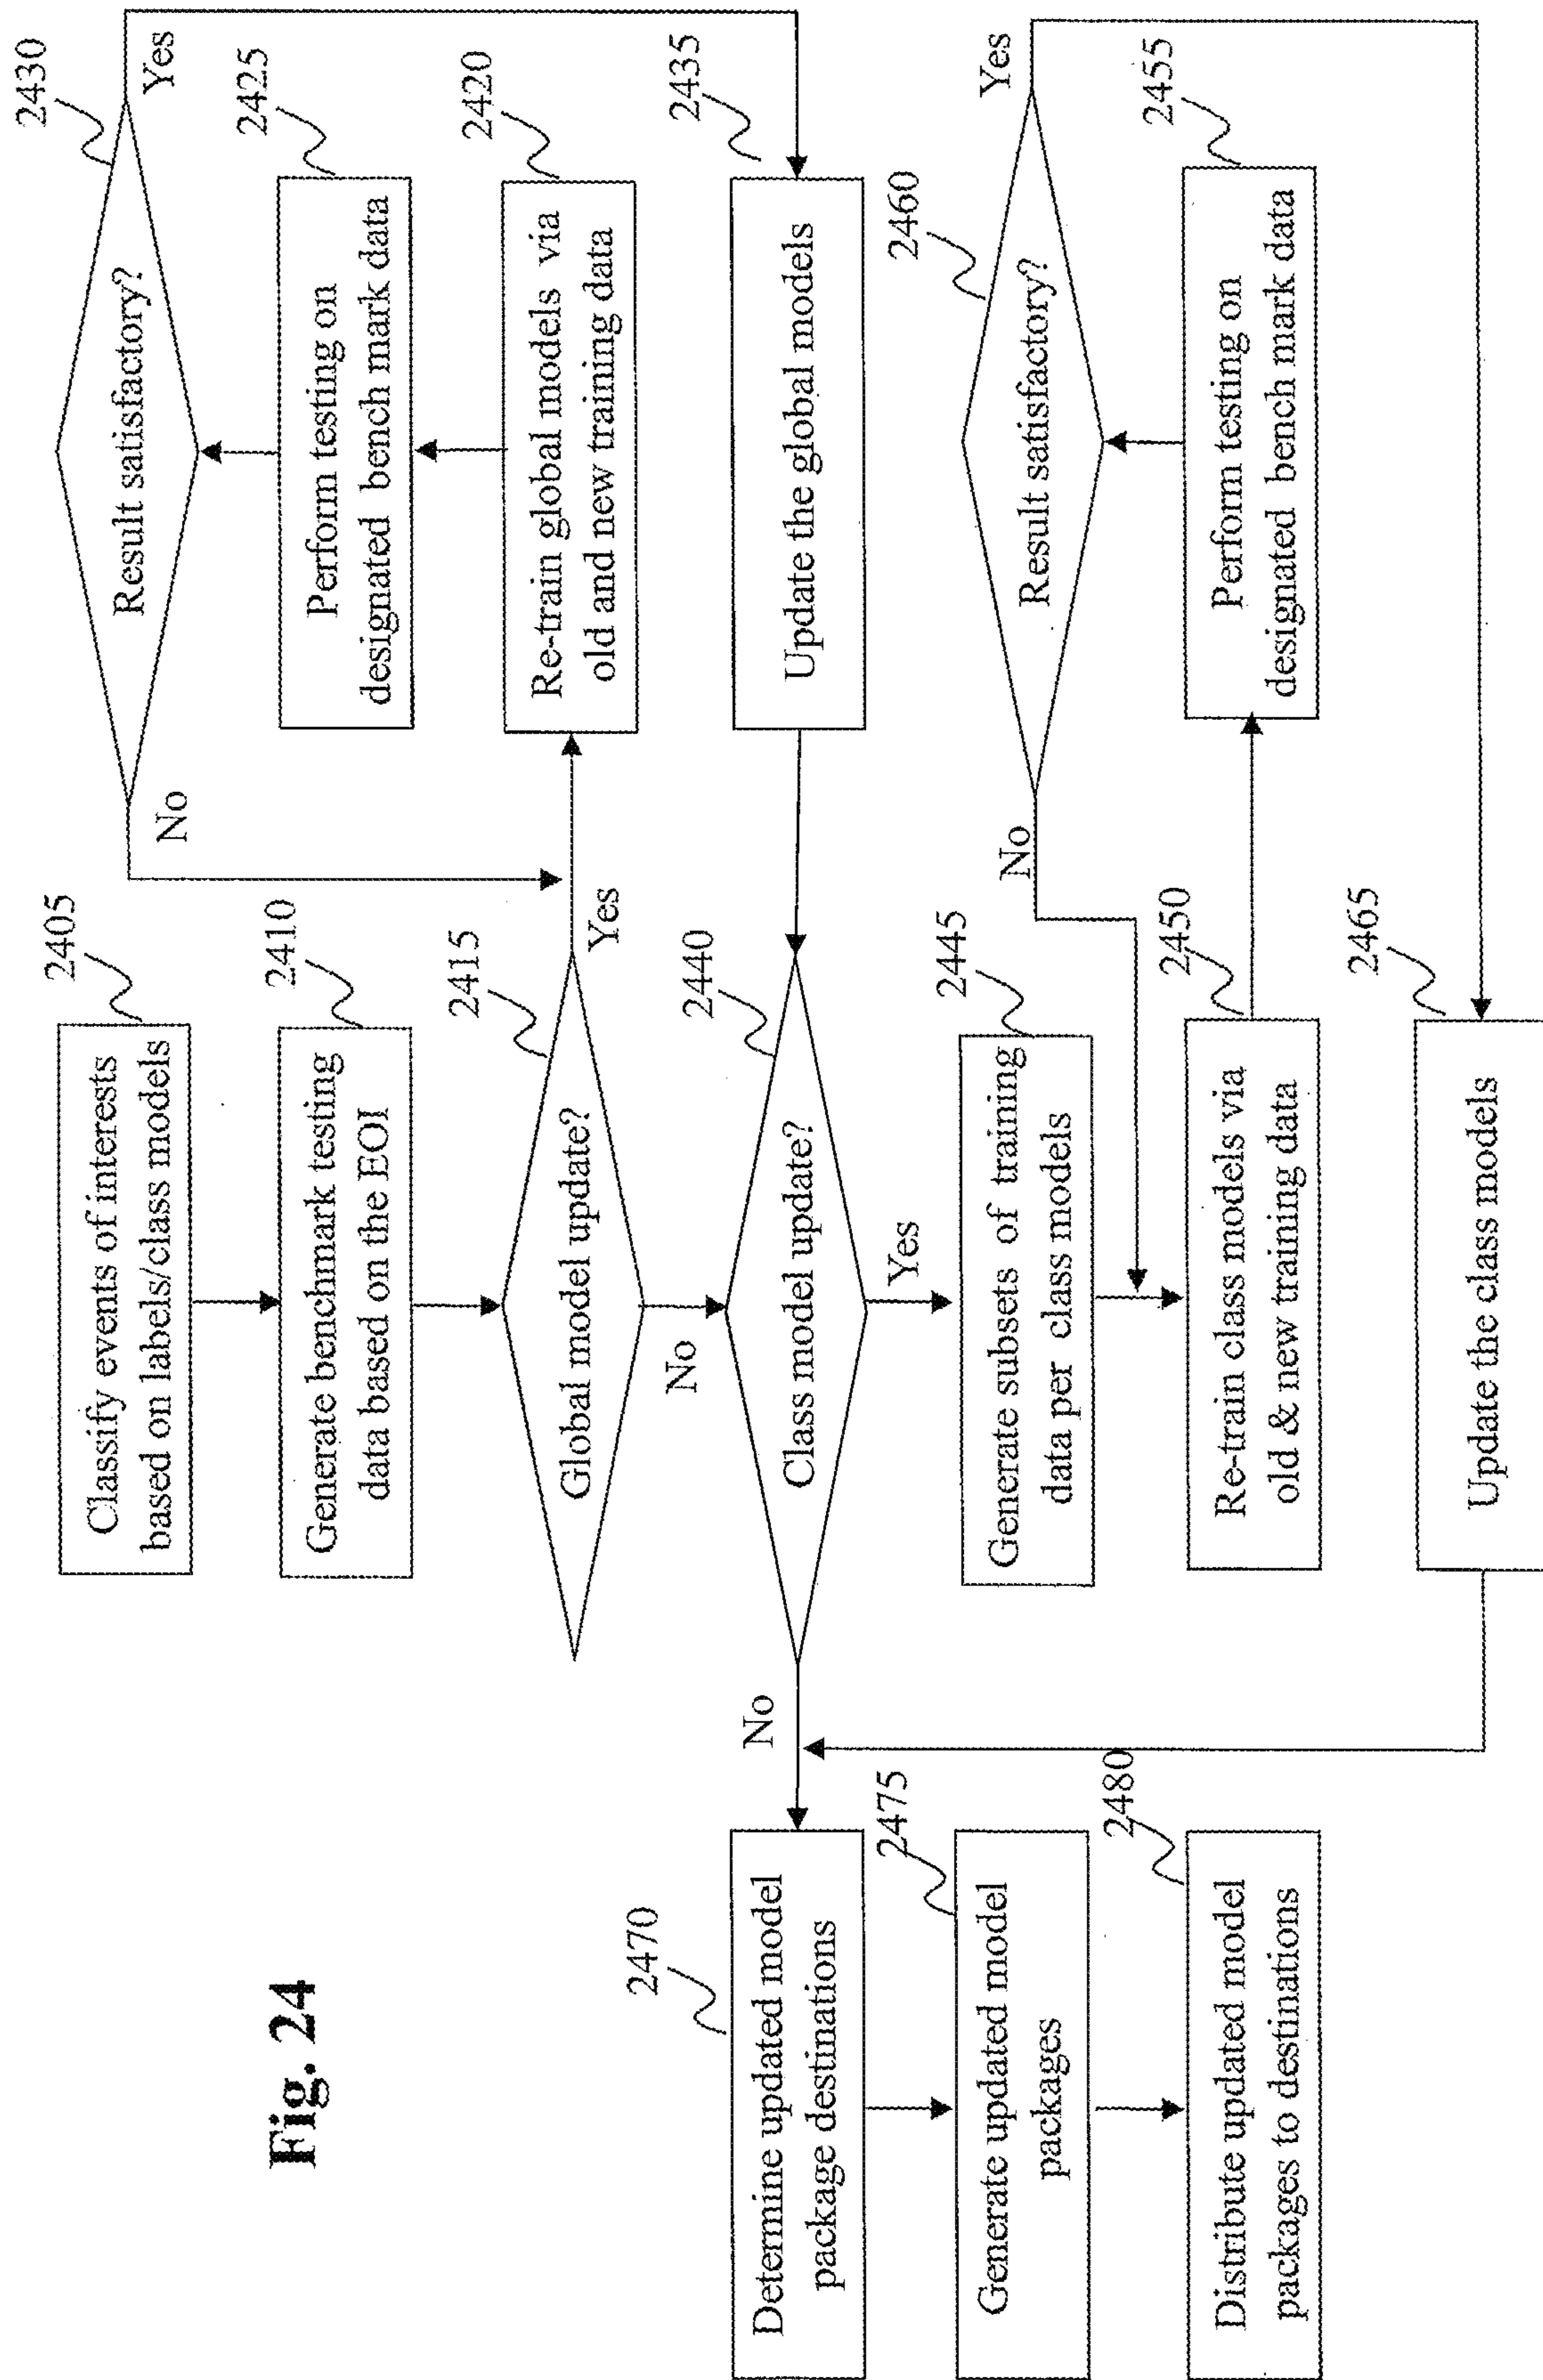 2405
Classify events of interests
based on labels/class models
2410
Generate benchmark testing
data based on the EOI
2415
Global model update?
Yes
No
2430
Result satisfactory?
Yes
No
2425
Perform testing on
designated bench mark data
2420
Re-train global models via
old and new training data
2435
Update the global models
2440
Class model update?
No
Yes
2445
Generate subsets of training
data per class models
2450
Re-train class models via
old & new training data
2460
Result satisfactory?
Yes
No
2455
Perform testing on
designated bench mark data
2465
Update the class models
2470
Determine updated model
package destinations
2475
Generate updated model
packages
2480
Distribute updated model
packages to destinations
Fig. 24